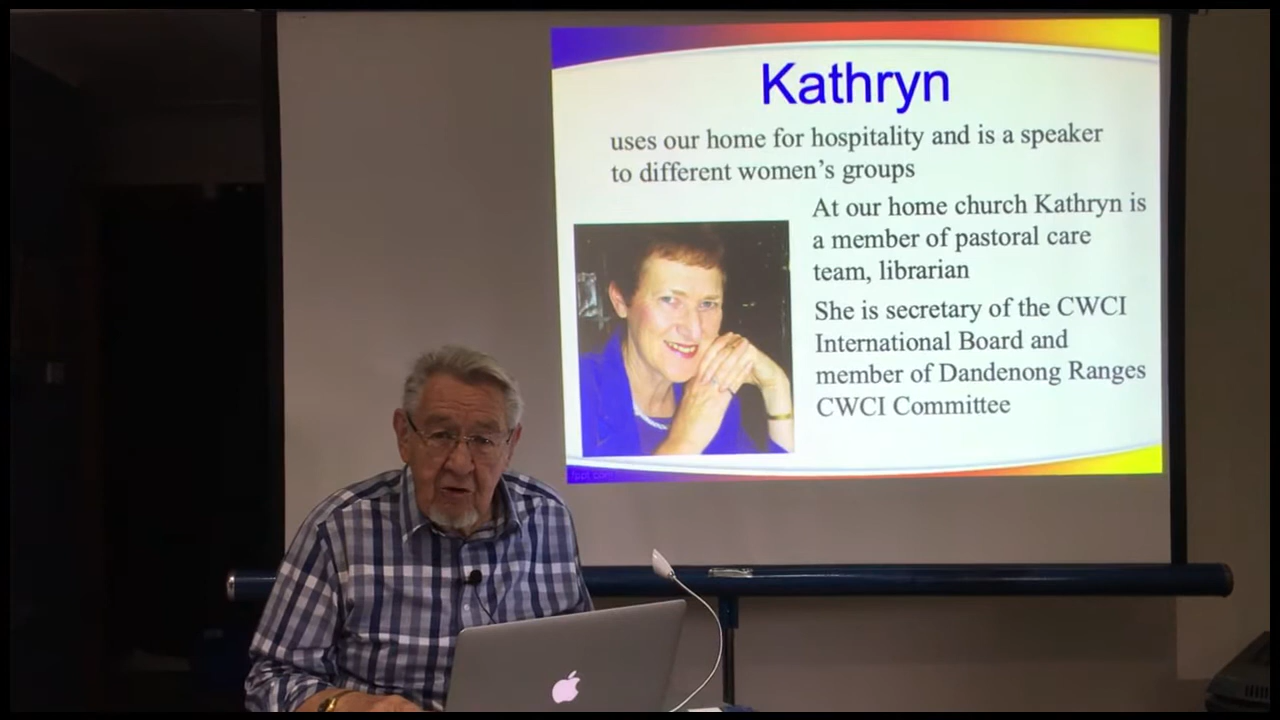 Kathryn
uses our home for hospitality and is a speaker
to different women's groups
At our home church Kathryn is
a member of pastoral care
team, librarian
She is secretary of the CWCI
International Board and
member of Dandenong Ranges
CWCI Committee